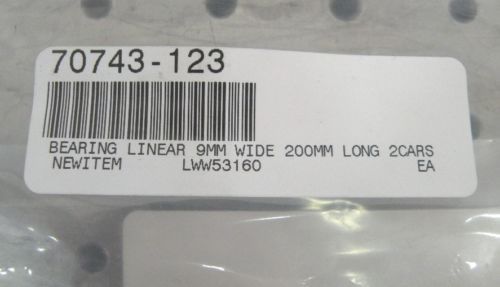 70743-123
BEARING LINEAR 9MM WIDE 200MM LONG 2CARS
NEWITEM LWW53160 EA